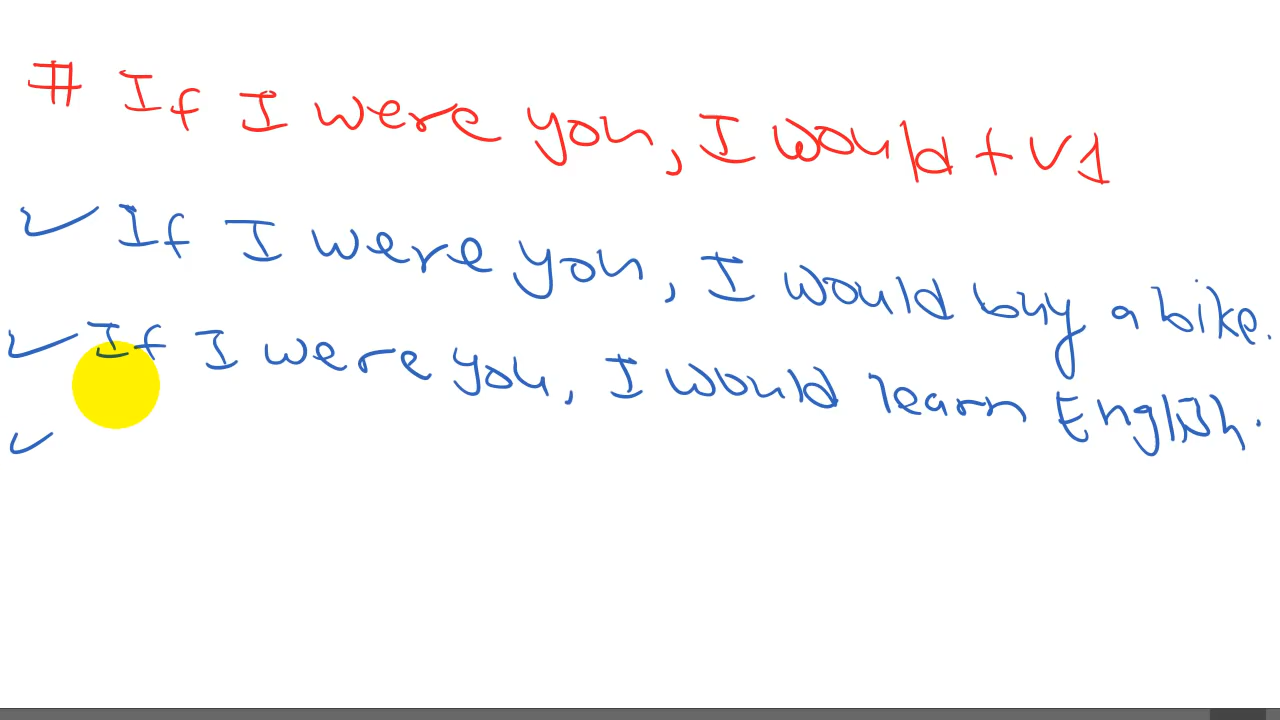 # If I were you, I would + V1
✓ If I were you, I would buy a bike.
✓ If I were you, I would learn English.
✓